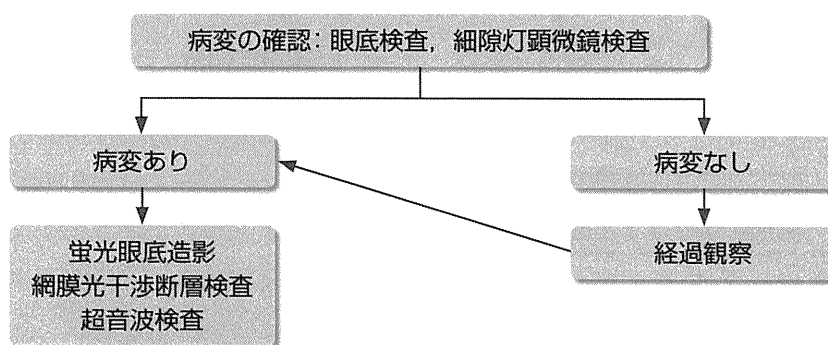 病変の確認：眼底検査，細隙灯顕微鏡検査
病変あり
病変なし
蛍光眼底造影
網膜光干渉断層検査
超音波検査
経過観察